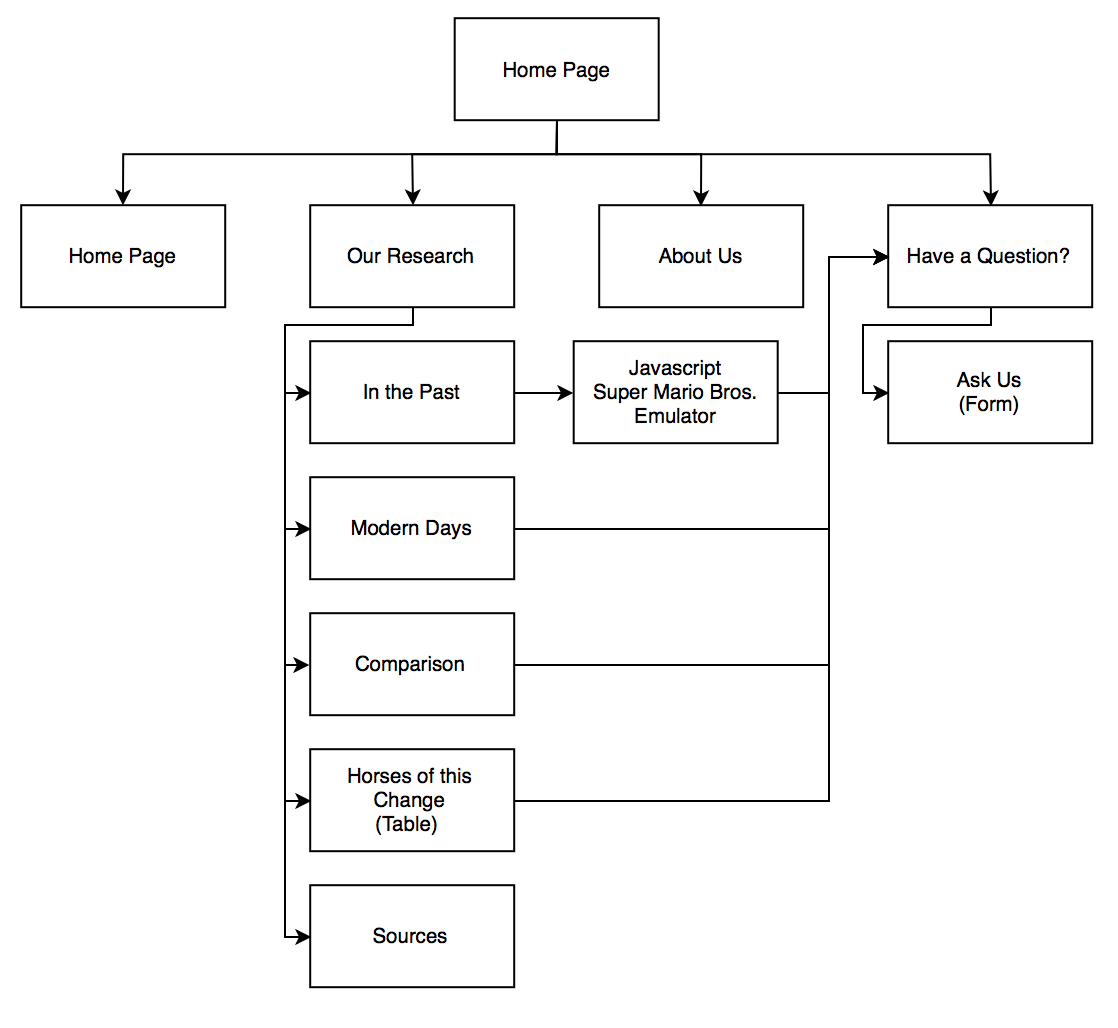 Home Page
Home Page
Our Research
About Us
Have a Question?
In the Past
Javascript
Super Mario Bros.
Emulator
Ask Us
(Form)
Modern Days
Comparison
Horses of this
Change
(Table)
Sources